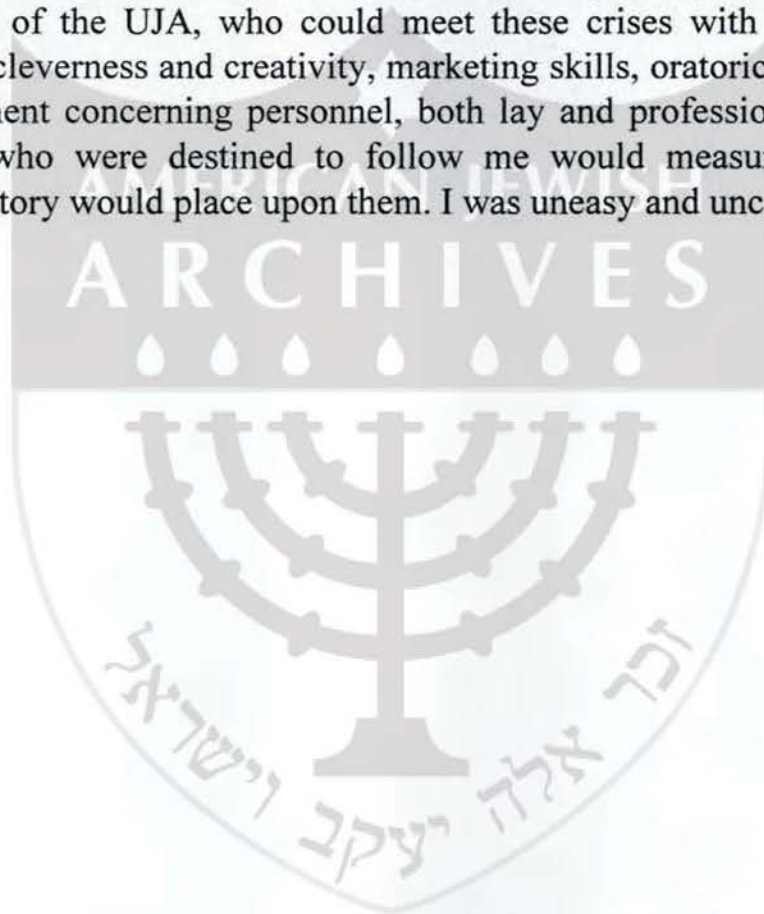 of the UJA, who could meet these crises with
cleverness and creativity, marketing skills, oratoric
ent concerning personnel, both lay and professio
who were destined to follow me would measu
tory would place upon them. I was uneasy and unc
AMERICAN JEWISH
ARCHIVES
זכר אלה יעקב וישראל